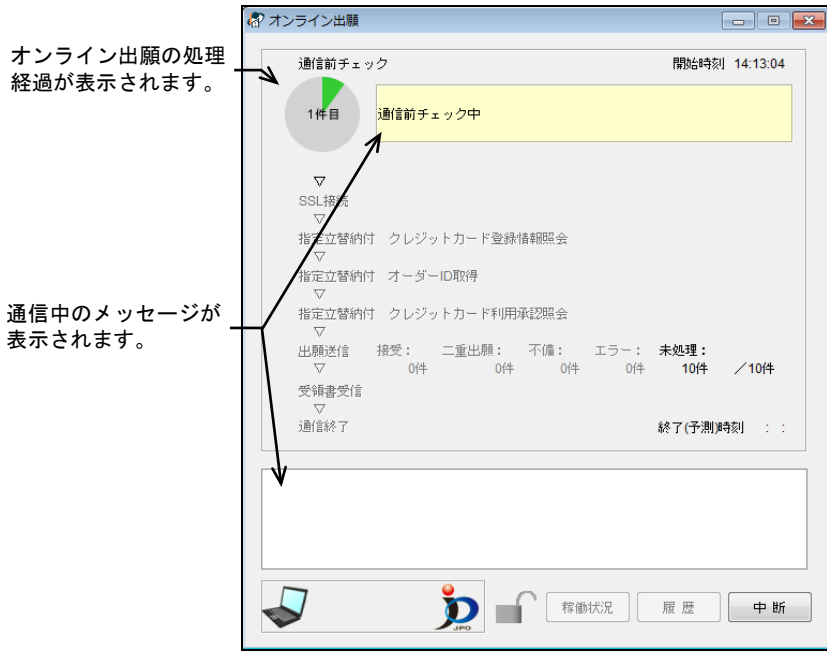 オンライン出願
オンライン出願の処理
経過が表示されます。
通信前チェック 開始時刻 14:13:04
1件目
通信前チェック中
▽
SSL接続
▽
指定立替納付 クレジットカード登録情報照会
▽
指定立替納付 オーダーID取得
▽
指定立替納付 クレジットカード利用承認照会
▽
通信中のメッセージが
表示されます。
出願送信 接受: 二重出願: 不備: エラー: 未処理:
▽ 0件 0件 0件 0件 10件 /10件
受領書受信
▽
通信終了 終了(予測)時刻 : :
JPO
稼働状況 履歴 中断